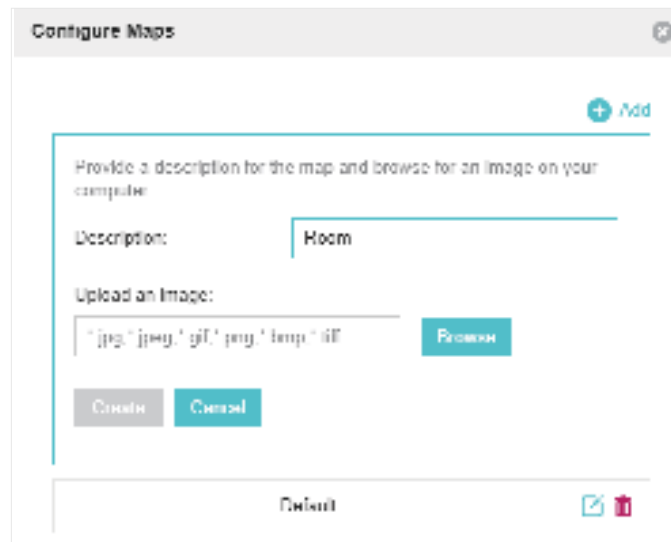 Configure Maps
Add
Provide a description for the map and browse for an image on your
computer.
Description:
Room
Upload an Image:
*.jpg,*.jpeg,*.gif,*.png,*.bmp,*.tiff
Browse
Create
Cancel
Default